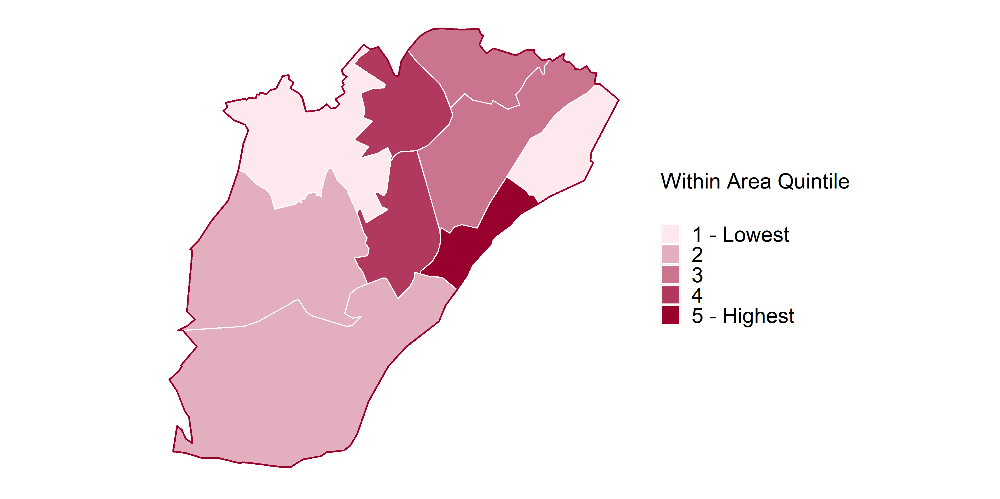 Within Area Quintile
1 - Lowest
2
3
4
5 - Highest